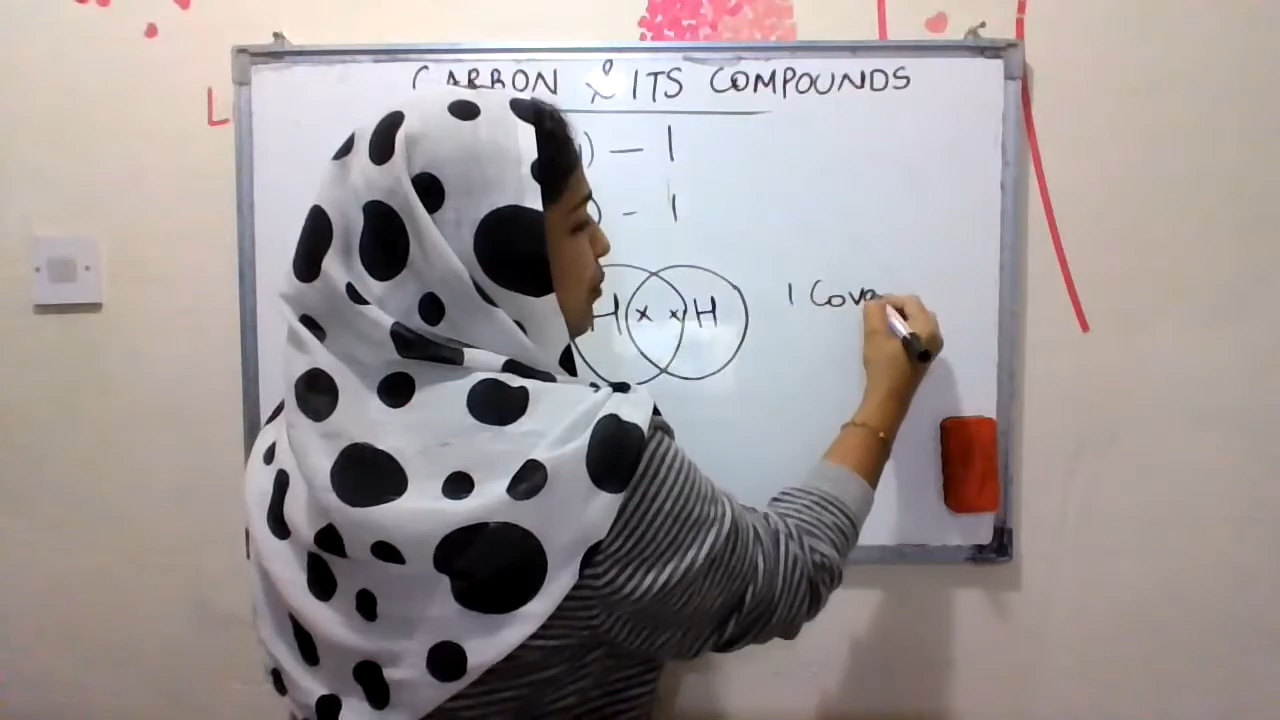 CARBON & ITS COMPOUNDS
) – 1
) - 1
H x x H
1 Cova
L